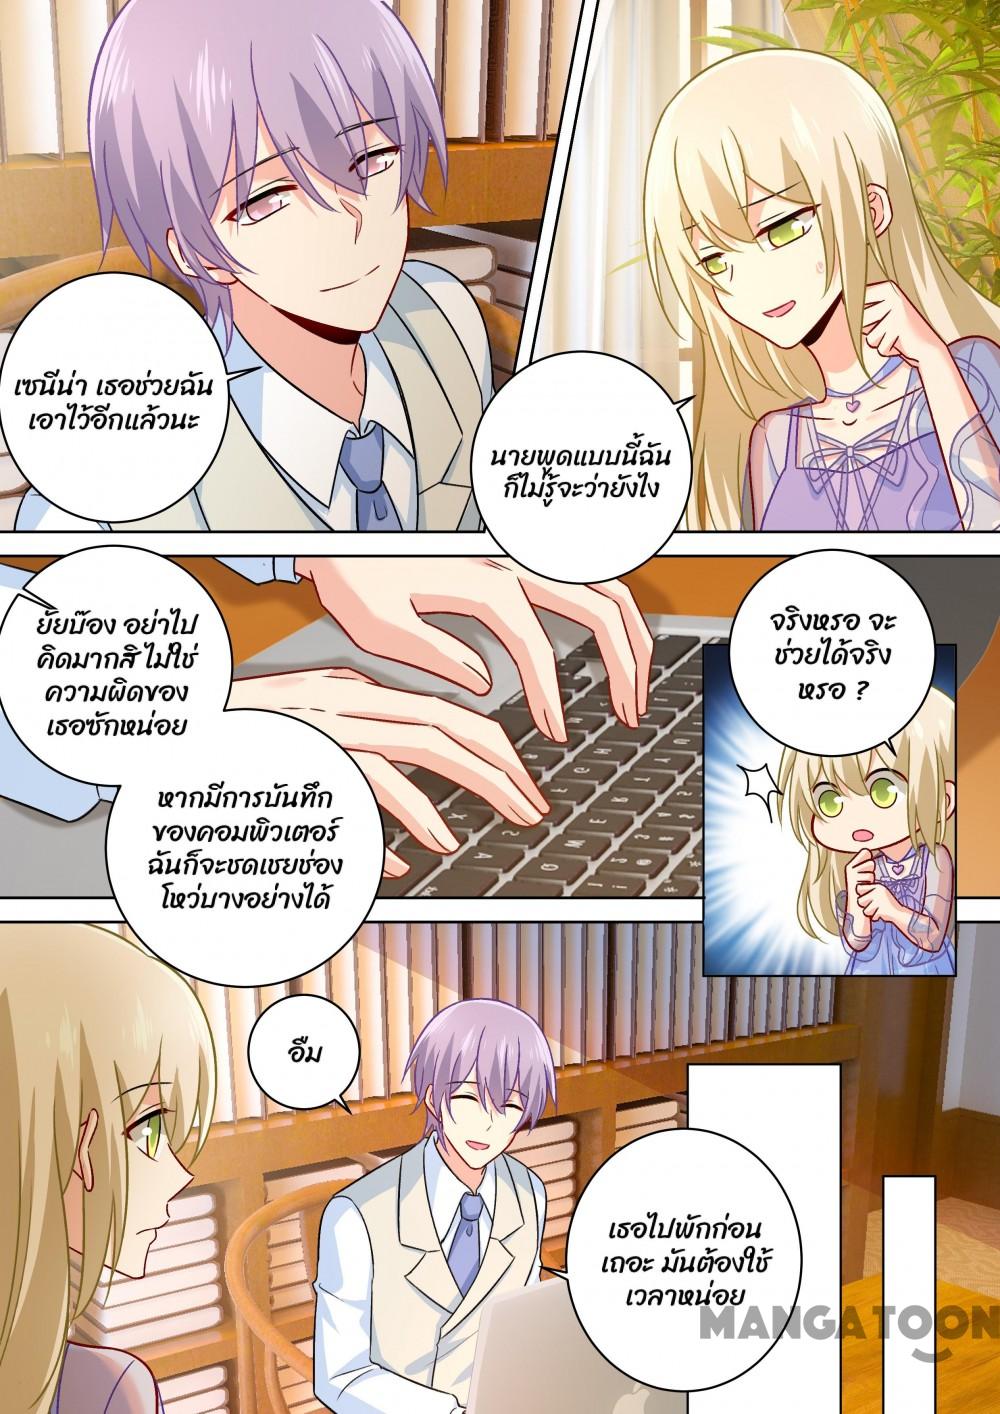 เซนีน่า เธอช่วยฉัน
เอาไว้อีกแล้วนะ
นายพูดแบบนี้ฉัน
ก็ไม่รู้จะว่ายังไง
ยัยบ๊อง อย่าไป
คิดมากสิ ไม่ใช่
ความผิดของ
เธอซักหน่อย
หากมีการบันทึก
ของคอมพิวเตอร์
ฉันก็จะชดเชยช่อง
โหว่บางอย่างได้
จริงหรอ จะ
ช่วยได้จริง
หรอ ?
อืม
เธอไปพักก่อน
เถอะ มันต้องใช้
เวลาหน่อย
MANGATOON